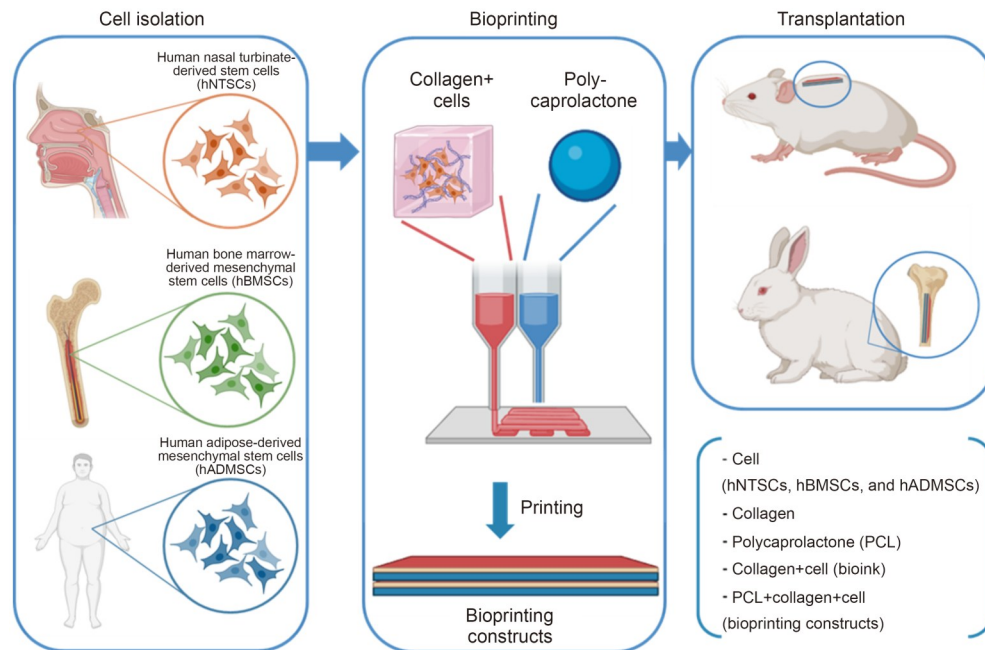 Cell isolation
Human nasal turbinate-
derived stem cells
(hNTSCs)
Human bone marrow-
derived mesenchymal
stem cells (hBMSCs)
Human adipose-derived
mesenchymal stem cells
(hADMSCs)
Bioprinting
Collagen+
cells
Poly-
caprolactone
Printing
Bioprinting
constructs
Transplantation
- Cell
(hNTSCs, hBMSCs, and hADMSCs)
- Collagen
- Polycaprolactone (PCL)
- Collagen+cell (bioink)
- PCL+collagen+cell
(bioprinting constructs)